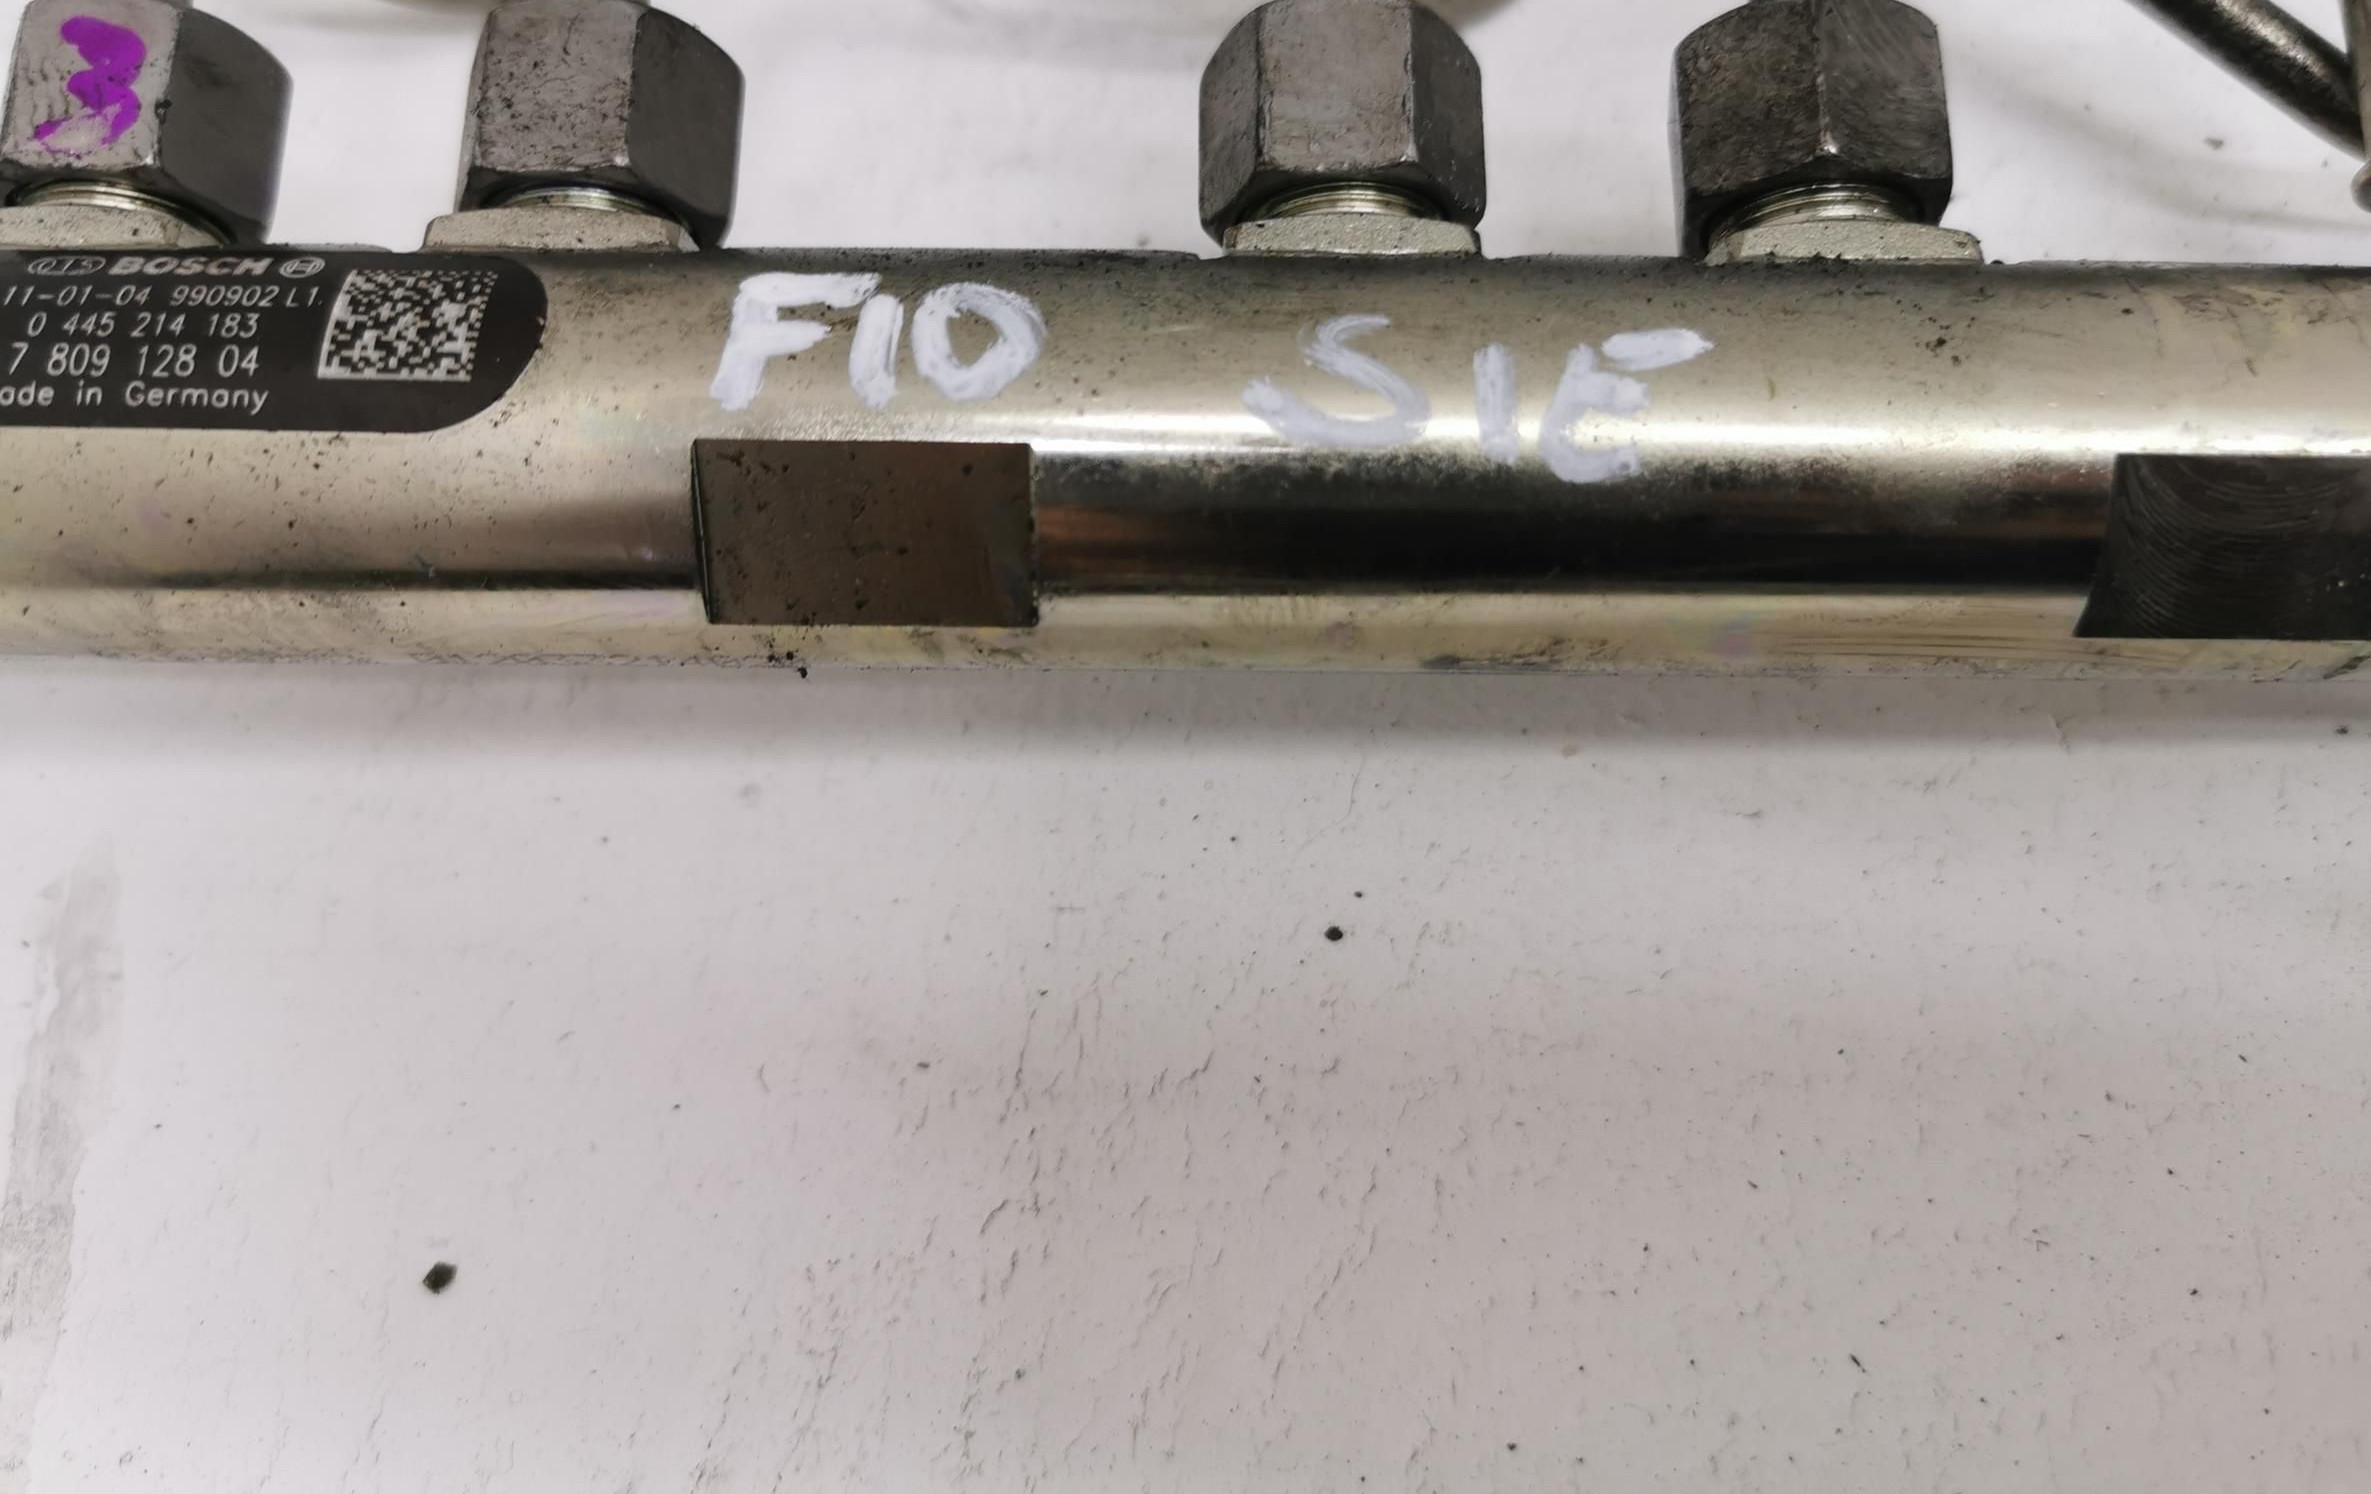 3
BOSCH
11-01-04 990902 L1.
0 445 214 183
7 809 128 04
ade in Germany
F10 SIE